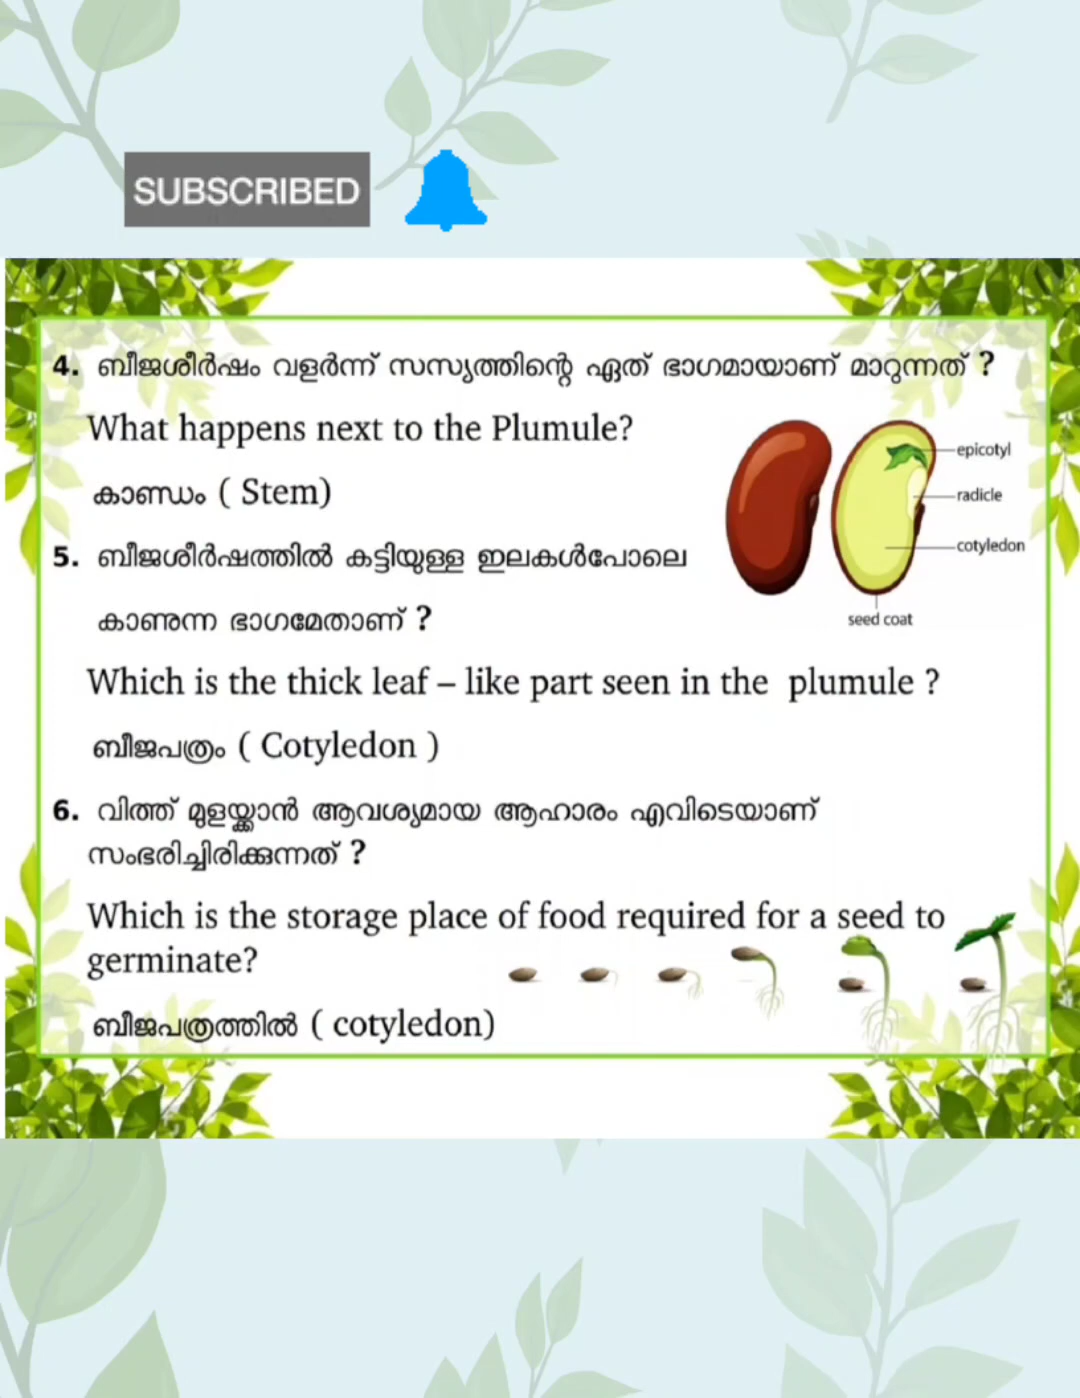 SUBSCRIBED
4. ബീജശീർഷം വളർന്ന് സസ്യത്തിന്റെ ഏത് ഭാഗമായാണ് മാറുന്നത് ?
What happens next to the Plumule?
കാണ്ഡം ( Stem)
epicotyl
radicle
cotyledon
seed coat
5. ബീജശീർഷത്തിൽ കട്ടിയുള്ള ഇലകൾപോലെ
കാണുന്ന ഭാഗമേതാണ് ?
Which is the thick leaf – like part seen in the plumule ?
ബീജപത്രം ( Cotyledon )
6. വിത്ത് മുളയ്ക്കാൻ ആവശ്യമായ ആഹാരം എവിടെയാണ്
സംഭരിച്ചിരിക്കുന്നത് ?
Which is the storage place of food required for a seed to
germinate?
ബീജപത്രത്തിൽ ( cotyledon)